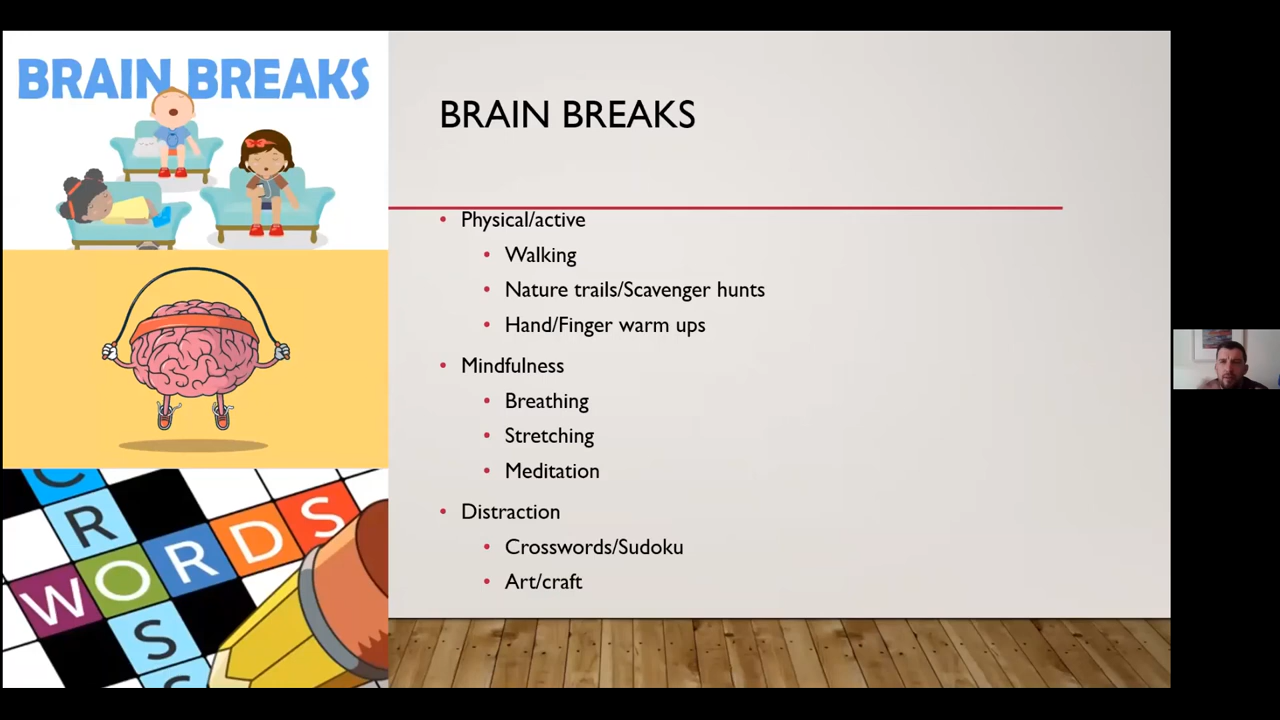 BRAIN BREAKS
BRAIN BREAKS
Physical/active
Walking
Nature trails/Scavenger hunts
Hand/Finger warm ups
Mindfulness
Breathing
Stretching
Meditation
Distraction
Crosswords/Sudoku
Art/craft
CROSS
WORDS